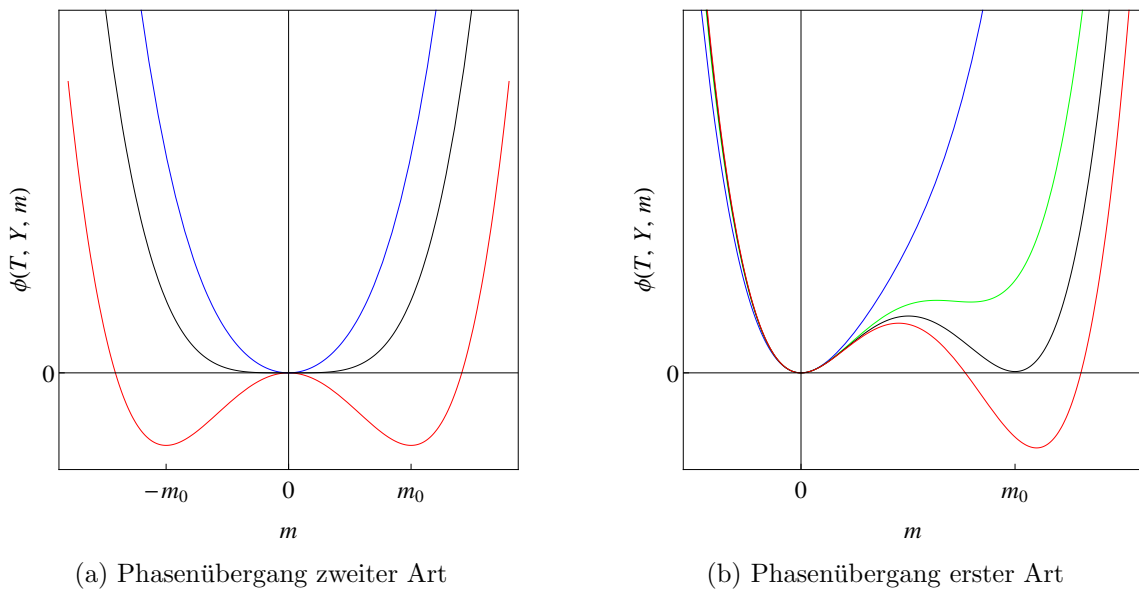 ϕ(T, Y, m)
0
−m₀
0
m₀
m
(a) Phasenübergang zweiter Art
ϕ(T, Y, m)
0
0
m₀
m
(b) Phasenübergang erster Art